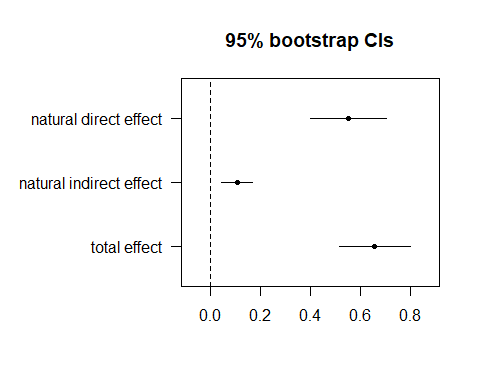 95% bootstrap CIs
natural direct effect
natural indirect effect
total effect
0.0 0.2 0.4 0.6 0.8